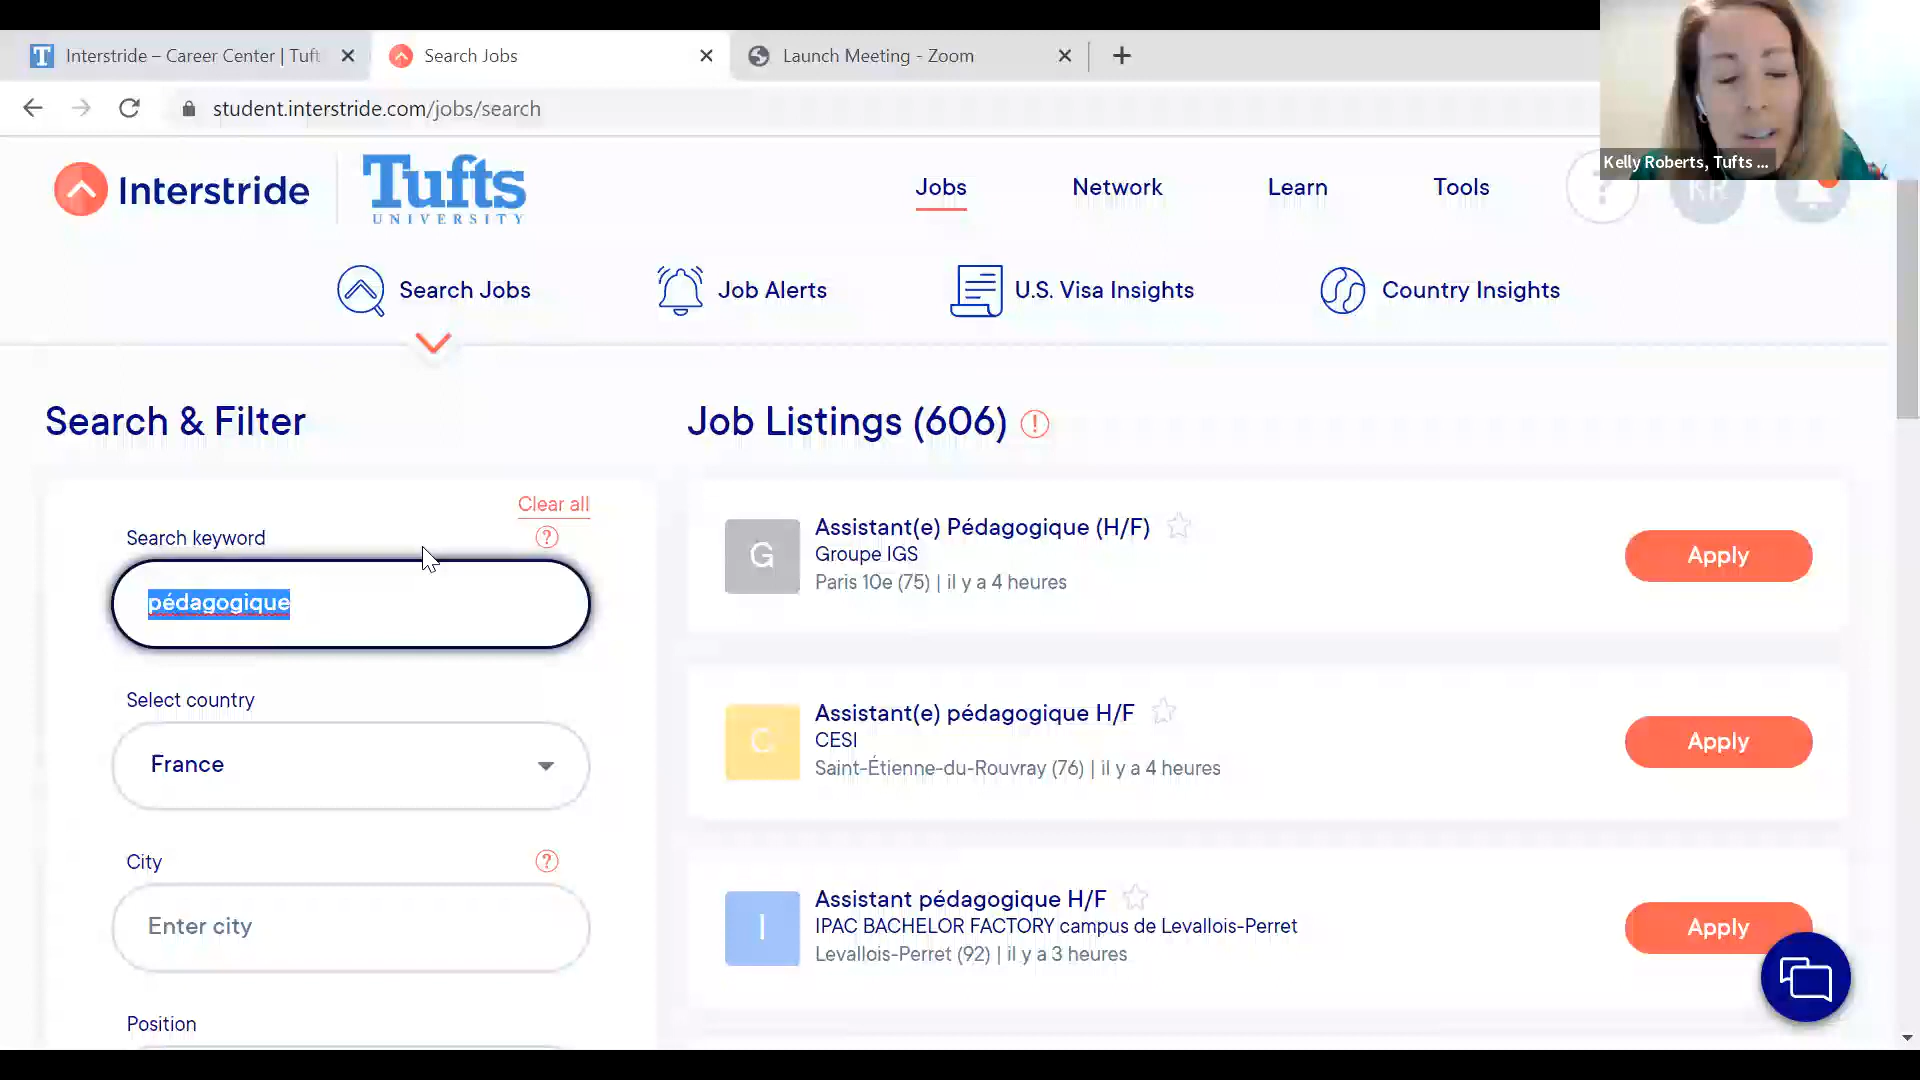 Interstride – Career Center | Tuft
Search Jobs
Launch Meeting - Zoom
student.interstride.com/jobs/search
Kelly Roberts, Tufts ...
Interstride
Tufts
UNIVERSITY
Jobs
Network
Learn
Tools
?
KR
Search Jobs
Job Alerts
U.S. Visa Insights
Country Insights
Search & Filter
Clear all
Search keyword
?
pédagogique
Select country
France
City
?
Enter city
Position
Job Listings (606) !
G
Assistant(e) Pédagogique (H/F)
Groupe IGS
Paris 10e (75) | il y a 4 heures
Apply
C
Assistant(e) pédagogique H/F
CESI
Saint-Étienne-du-Rouvray (76) | il y a 4 heures
Apply
I
Assistant pédagogique H/F
IPAC BACHELOR FACTORY campus de Levallois-Perret
Levallois-Perret (92) | il y a 3 heures
Apply